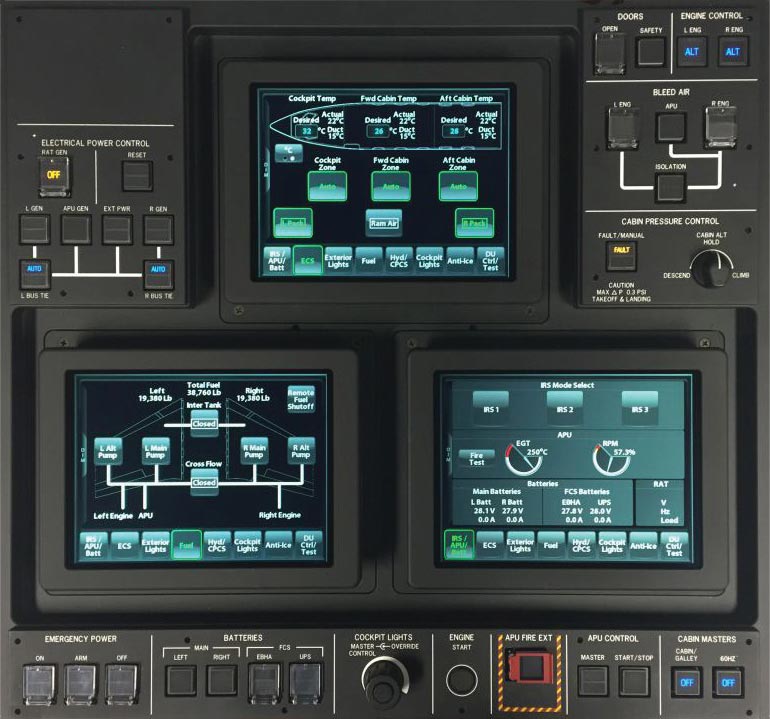 ELECTRICAL POWER CONTROL
RAT GEN
RESET
OFF
L GEN
APU GEN
EXT PWR
R GEN
AUTO
AUTO
L BUS TIE
R BUS TIE
Cockpit Temp
Fwd Cabin Temp
Aft Cabin Temp
Desired
Actual
22°C
32
°C
Duct
15°C
Desired
Actual
22°C
26
°C
Duct
15°C
Desired
Actual
22°C
28
°C
Duct
15°C
°C
Cockpit
Zone
Fwd Cabin
Zone
Aft Cabin
Zone
Auto
Auto
Auto
L Pack
Ram Air
R Pack
IRS /
APU/
Batt
ECS
Exterior
Lights
Fuel
Hyd/
CPCS
Cockpit
Lights
Anti-Ice
DU
Ctrl/
Test
DOORS
OPEN
SAFETY
ENGINE CONTROL
L ENG
R ENG
ALT
ALT
BLEED AIR
L ENG
APU
R ENG
ISOLATION
CABIN PRESSURE CONTROL
FAULT/MANUAL
FAULT
CAUTION
MAX △ P 0.3 PSI
TAKEOFF & LANDING
CABIN ALT
HOLD
DESCEND
CLIMB
Left
19,380 Lb
Total Fuel
38,760 Lb
Right
19,380 Lb
Remote
Fuel
Shutoff
Inter Tank
Closed
L Alt
Pump
L Main
Pump
R Main
Pump
R Alt
Pump
Cross Flow
Closed
Left Engine
APU
Right Engine
IRS /
APU/
Batt
ECS
Exterior
Lights
Fuel
Hyd/
CPCS
Cockpit
Lights
Anti-Ice
DU
Ctrl/
Test
IRS Mode Select
IRS 1
IRS 2
IRS 3
APU
Fire
Test
EGT
250°C
RPM
57.3%
Batteries
Main Batteries
L Batt
R Batt
28.1 V
27.9 V
0.0 A
0.0 A
FCS Batteries
EBHA
UPS
27.8 V
28.0 V
0.0 A
0.0 A
RAT
V
Hz
Load
IRS /
APU/
Batt
ECS
Exterior
Lights
Fuel
Hyd/
CPCS
Cockpit
Lights
Anti-Ice
DU
Ctrl/
Test
EMERGENCY POWER
ON
ARM
OFF
BATTERIES
MAIN
LEFT
RIGHT
FCS
EBHA
UPS
COCKPIT LIGHTS
MASTER
CONTROL
OVERRIDE
ENGINE
START
APU FIRE EXT
APU CONTROL
MASTER
START/STOP
CABIN MASTERS
CABIN/
GALLEY
60HZ
OFF
OFF